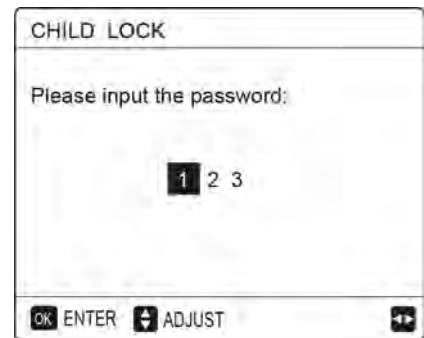 CHILD LOCK
Please input the password:
1 2 3
OK ENTER ADJUST